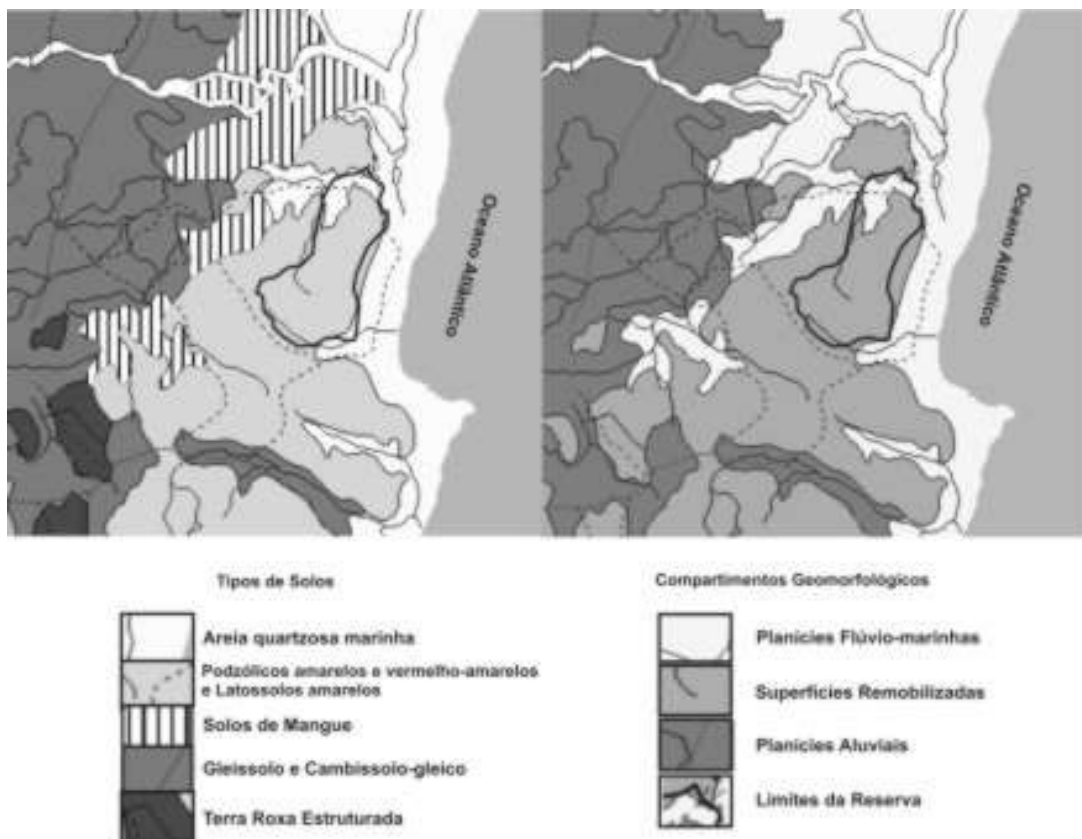 Oceano Atlântico
Oceano Atlântico
Tipos de Solos
Areia quartzosa marinha
Podzólicos amarelos e vermelho-amarelos
e Latossolos amarelos
Solos de Mangue
Gleissolo e Cambissolo-gleico
Terra Roxa Estruturada
Compartimentos Geomorfológicos
Planícies Flúvio-marinhas
Superfícies Remobilizadas
Planícies Aluviais
Limites da Reserva